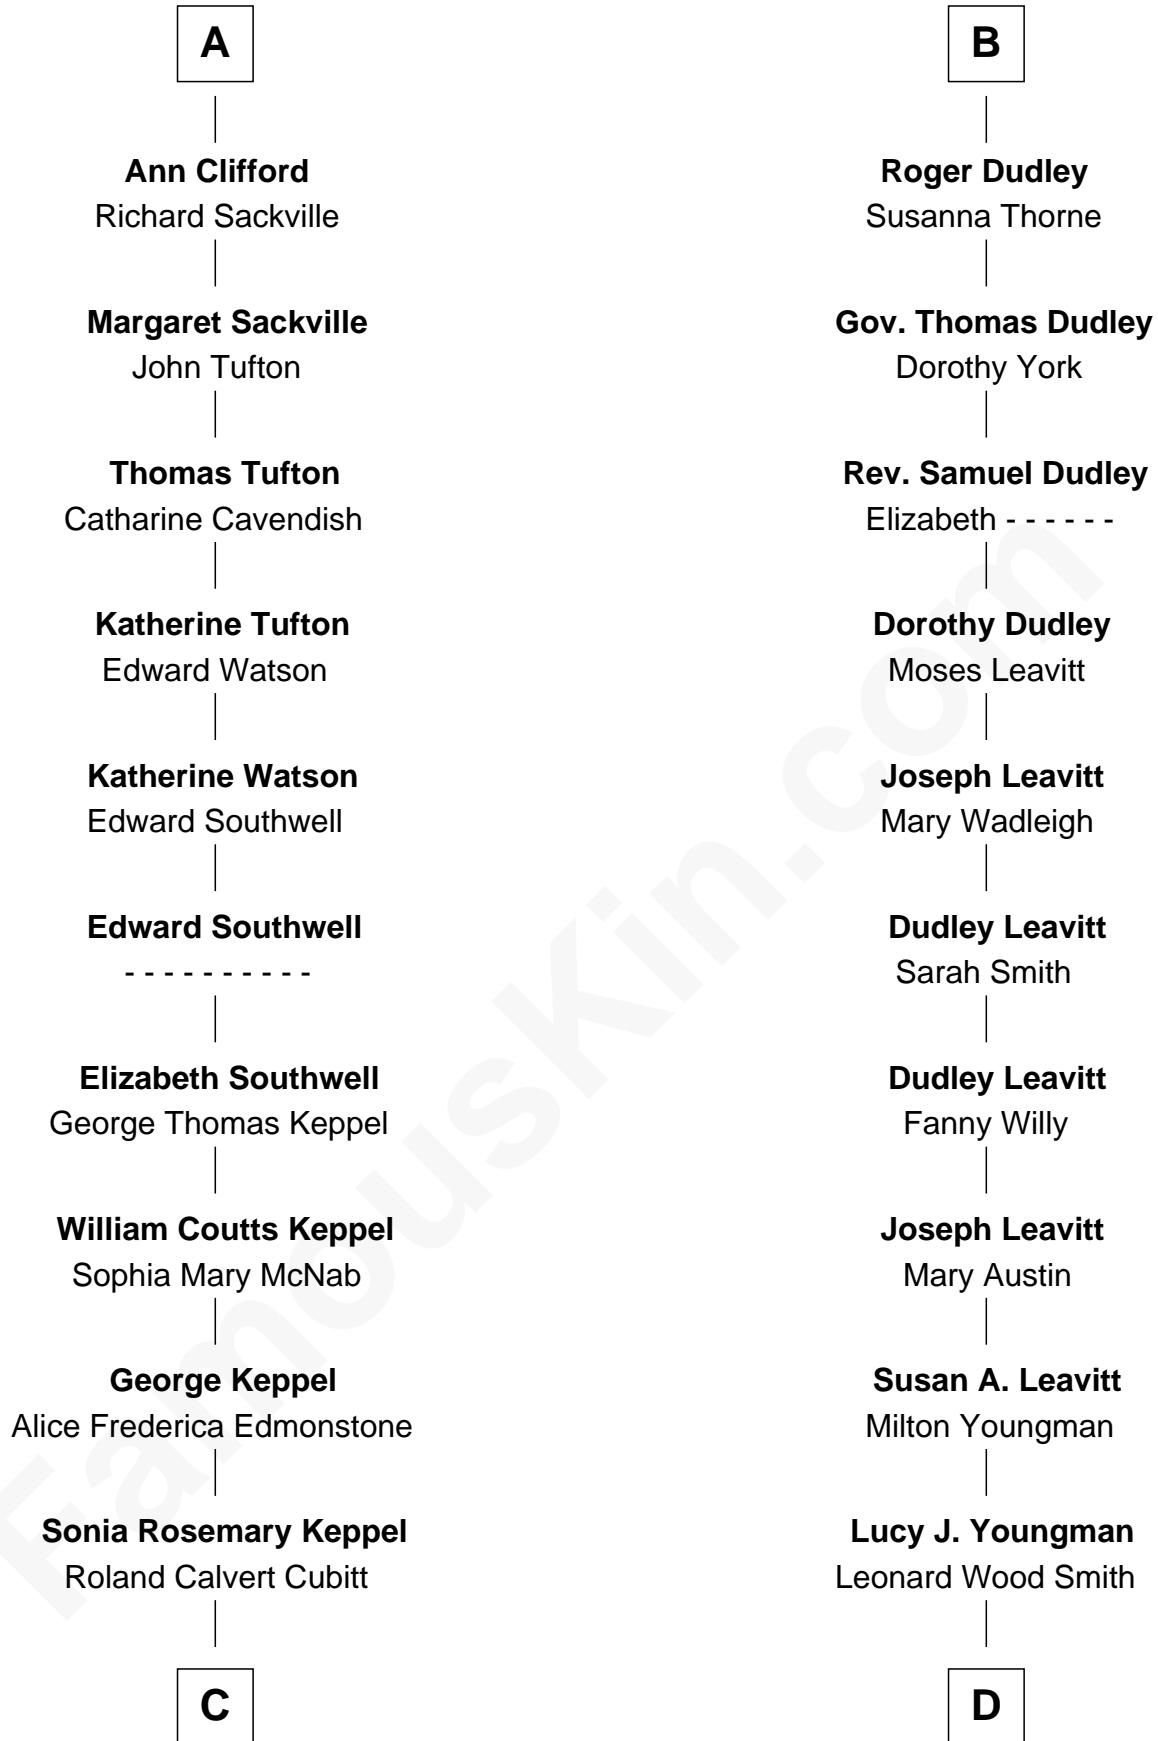 A
Ann Clifford
Richard Sackville
Margaret Sackville
John Tufton
Thomas Tufton
Catharine Cavendish
Katherine Tufton
Edward Watson
Katherine Watson
Edward Southwell
Edward Southwell
- - - - - - - - - -
Elizabeth Southwell
George Thomas Keppel
William Coutts Keppel
Sophia Mary McNab
George Keppel
Alice Frederica Edmonstone
Sonia Rosemary Keppel
Roland Calvert Cubitt
C
B
Roger Dudley
Susanna Thorne
Gov. Thomas Dudley
Dorothy York
Rev. Samuel Dudley
Elizabeth - - - - - -
Dorothy Dudley
Moses Leavitt
Joseph Leavitt
Mary Wadleigh
Dudley Leavitt
Sarah Smith
Dudley Leavitt
Fanny Willy
Joseph Leavitt
Mary Austin
Susan A. Leavitt
Milton Youngman
Lucy J. Youngman
Leonard Wood Smith
D
FamousKin.com